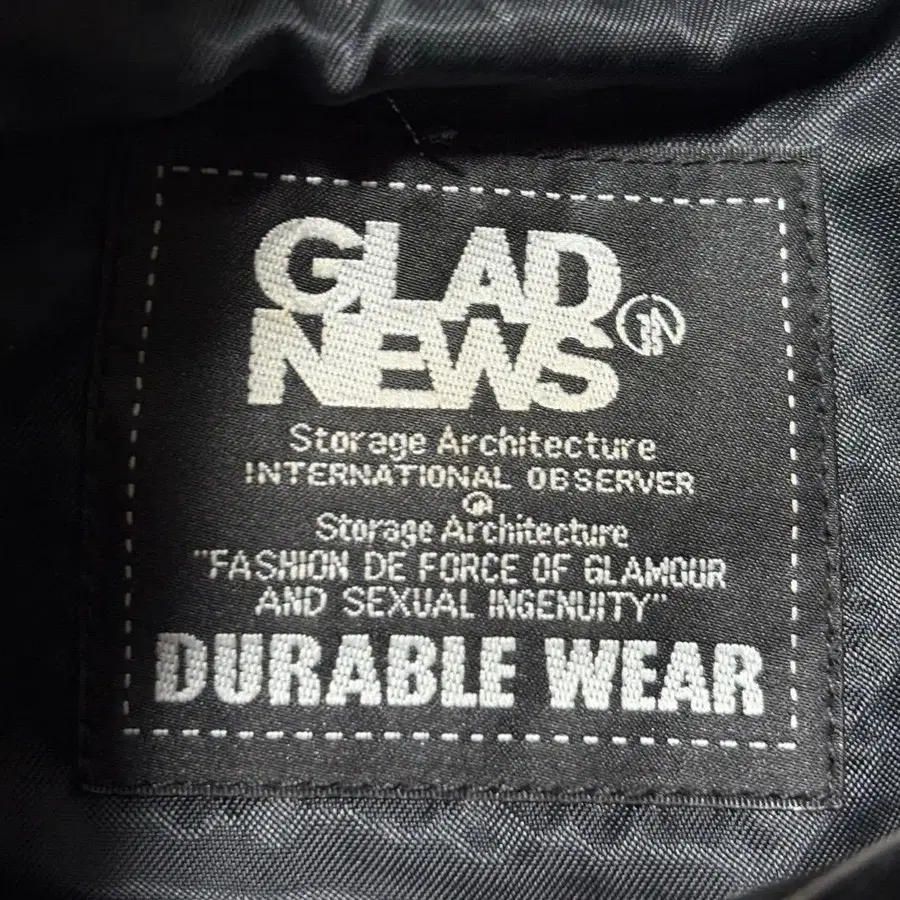 GLAD
NEWS
Storage Architecture
INTERNATIONAL OBSERVER
Storage Architecture
"FASHION DE FORCE OF GLAMOUR
AND SEXUAL INGENUITY"
DURABLE WEAR